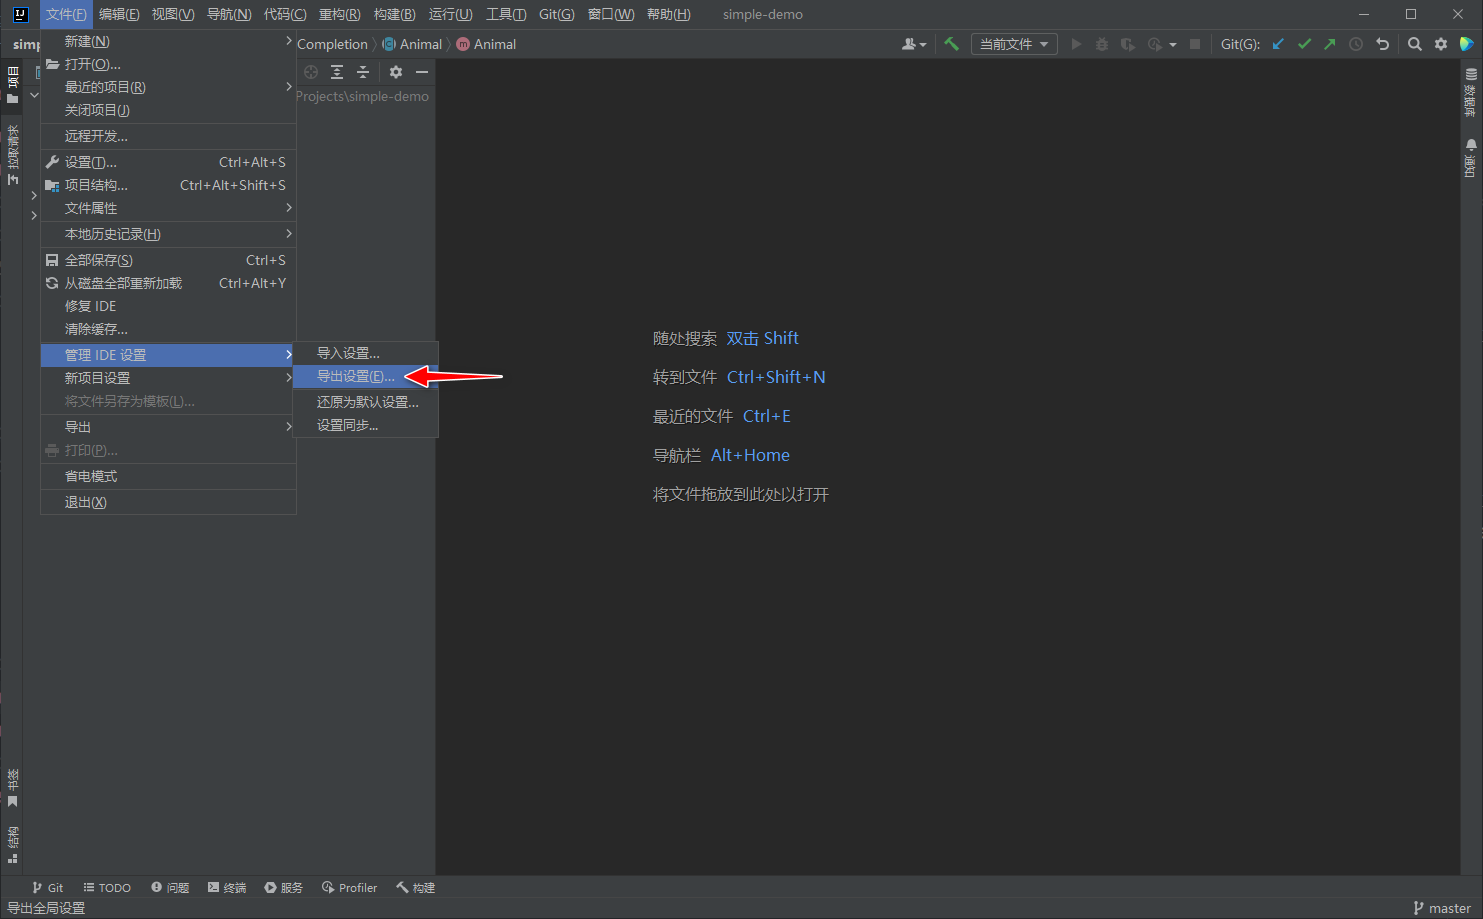 文件(F) 编辑(E) 视图(V) 导航(N) 代码(C) 重构(R) 构建(B) 运行(U) 工具(T) Git(G) 窗口(W) 帮助(H) simple-demo
Completion Animal Animal 当前文件 Git(G):
新建(N)
打开(O)...
最近的项目(R)
关闭项目(J)
远程开发...
设置(T)... Ctrl+Alt+S
项目结构... Ctrl+Alt+Shift+S
文件属性
本地历史记录(H)
全部保存(S) Ctrl+S
从磁盘全部重新加载 Ctrl+Alt+Y
修复 IDE
清除缓存...
管理 IDE 设置
新项目设置
将文件另存为模板(L)...
导出
打印(P)...
省电模式
退出(X)
导入设置...
导出设置(E)...
还原为默认设置...
设置同步...
Projects\simple-demo
随处搜索 双击 Shift
转到文件 Ctrl+Shift+N
最近的文件 Ctrl+E
导航栏 Alt+Home
将文件拖放到此处以打开
项目
拉取请求
书签
结构
数据库
通知
Git TODO 问题 终端 服务 Profiler 构建
导出全局设置 master